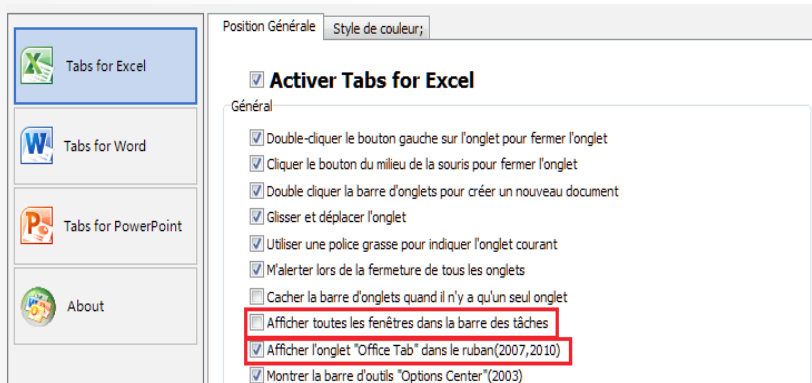 Position Générale
Style de couleur;
Tabs for Excel
Activer Tabs for Excel
Général
Double-cliquer le bouton gauche sur l'onglet pour fermer l'onglet
Tabs for Word
Cliquer le bouton du milieu de la souris pour fermer l'onglet
Double cliquer la barre d'onglets pour créer un nouveau document
Tabs for PowerPoint
Glisser et déplacer l'onglet
Utiliser une police grasse pour indiquer l'onglet courant
M'alerter lors de la fermeture de tous les onglets
About
Cacher la barre d'onglets quand il n'y a qu'un seul onglet
Afficher toutes les fenêtres dans la barre des tâches
Afficher l'onglet "Office Tab" dans le ruban(2007,2010)
Montrer la barre d'outils "Options Center"(2003)